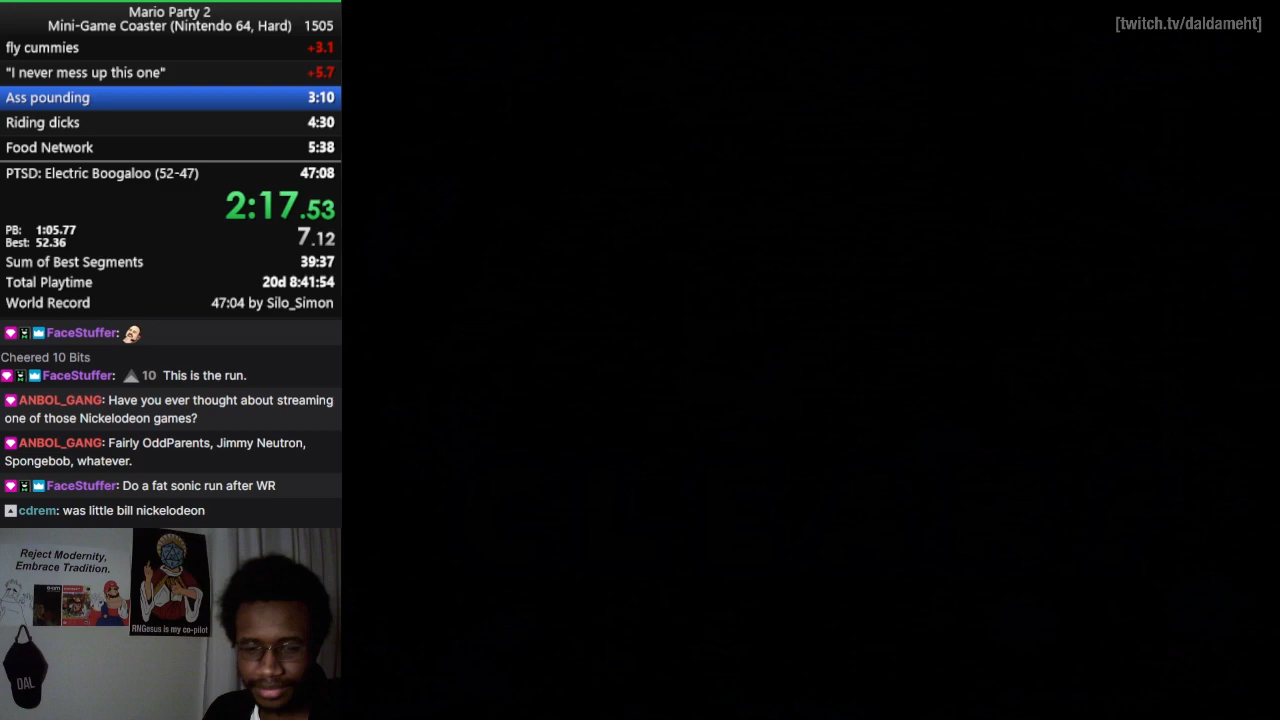 Mario Party 2
Mini-Game Coaster (Nintendo 64, Hard) 1505
fly cummies +3.1
"I never mess up this one" +5.7
Ass pounding 3:10
Riding dicks 4:30
Food Network 5:38
PTSD: Electric Boogaloo (52-47) 47:08
2:17.53
PB: 1:05.77
Best: 52.36
7.12
Sum of Best Segments 39:37
Total Playtime 20d 8:41:54
World Record 47:04 by Silo_Simon
FaceStuffer:
Cheered 10 Bits
FaceStuffer: 10 This is the run.
ANBOL_GANG: Have you ever thought about streaming
one of those Nickelodeon games?
ANBOL_GANG: Fairly OddParents, Jimmy Neutron,
Spongebob, whatever.
FaceStuffer: Do a fat sonic run after WR
cdrem: was little bill nickelodeon
Reject Modernity,
Embrace Tradition.
RNGesus is my co-pilot
DAL
[twitch.tv/daldameht]